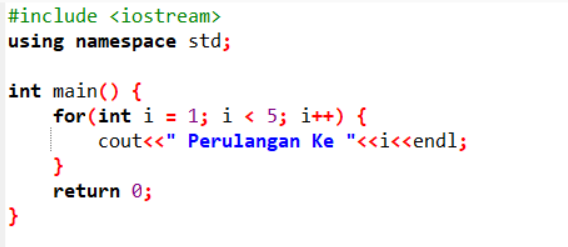 #include <iostream>
using namespace std;

int main() {
    for(int i = 1; i < 5; i++) {
        cout<<" Perulangan Ke "<<i<<endl;
    }
    return 0;
}